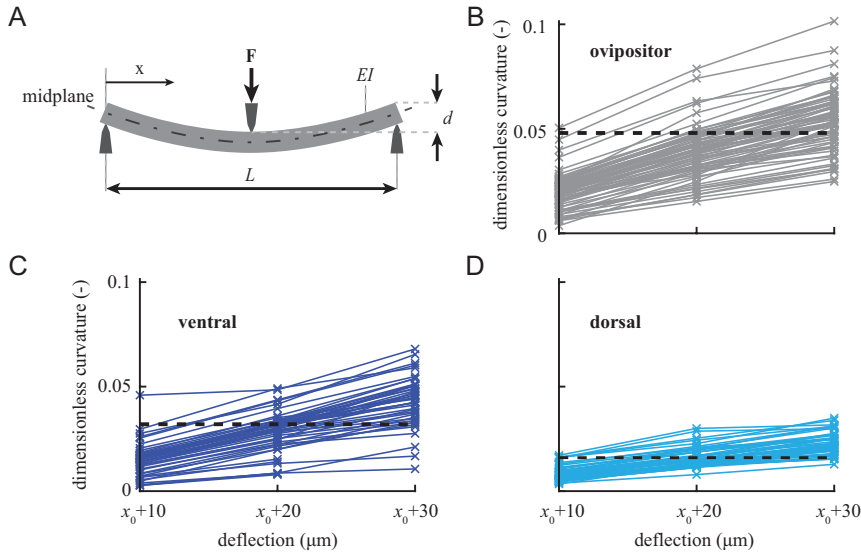 A
x
F
EI
midplane
d
L
B
ovipositor
dimensionless curvature (-)
0.1
0.05
0
C
ventral
dimensionless curvature (-)
0.1
0.05
0
x₀+10
x₀+20
x₀+30
deflection (μm)
D
dorsal
x₀+10
x₀+20
x₀+30
deflection (μm)